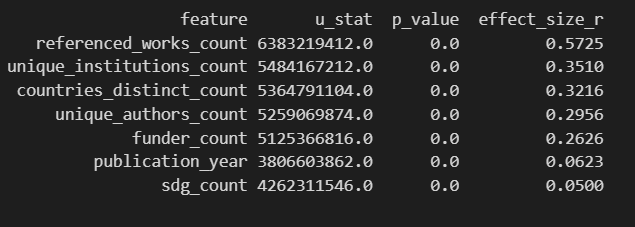 feature u_stat p_value effect_size_r
referenced_works_count 6383219412.0 0.0 0.5725
unique_institutions_count 5484167212.0 0.0 0.3510
countries_distinct_count 5364791104.0 0.0 0.3216
unique_authors_count 5259069874.0 0.0 0.2956
funder_count 5125366816.0 0.0 0.2626
publication_year 3806603862.0 0.0 0.0623
sdg_count 4262311546.0 0.0 0.0500